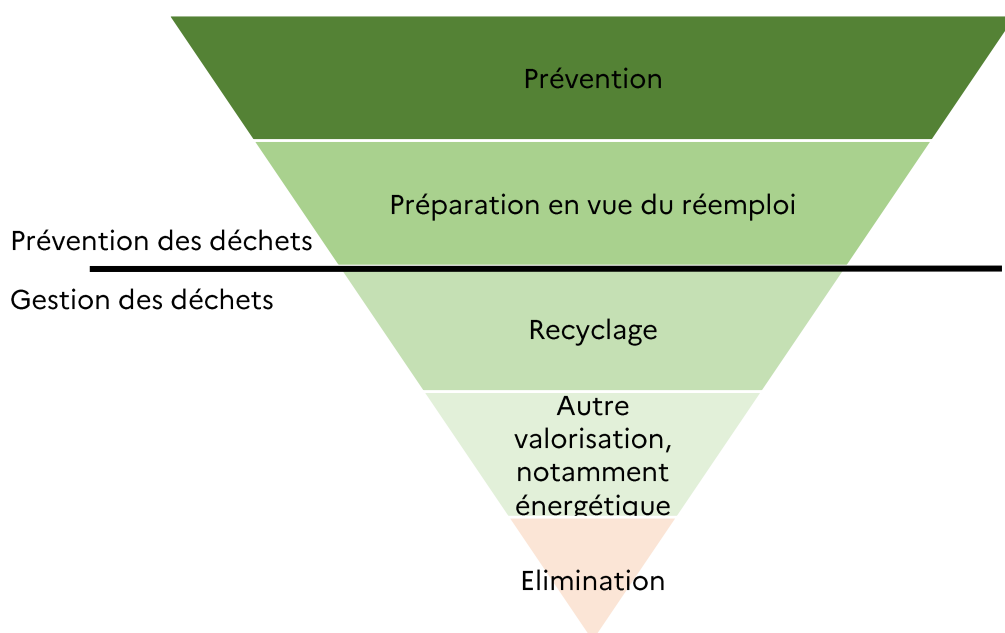 Prévention
Préparation en vue du réemploi
Prévention des déchets
Gestion des déchets
Recyclage
Autre
valorisation,
notamment
énergétique
Elimination